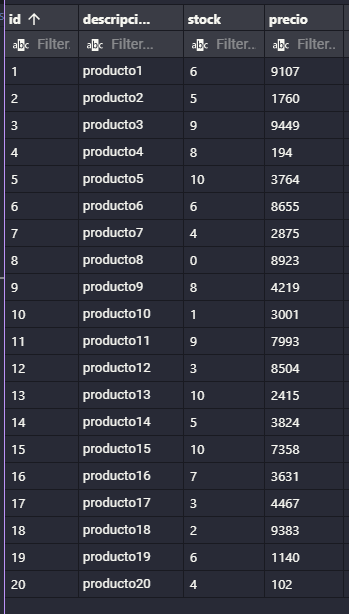 id descripci... stock precio
abc Filter. abc Filter... abc Filter.. abc Filter..
1 producto1 6 9107
2 producto2 5 1760
3 producto3 9 9449
4 producto4 8 194
5 producto5 10 3764
6 producto6 6 8655
7 producto7 4 2875
8 producto8 0 8923
9 producto9 8 4219
10 producto10 1 3001
11 producto11 9 7993
12 producto12 3 8504
13 producto13 10 2415
14 producto14 5 3824
15 producto15 10 7358
16 producto16 7 3631
17 producto17 3 4467
18 producto18 2 9383
19 producto19 6 1140
20 producto20 4 102